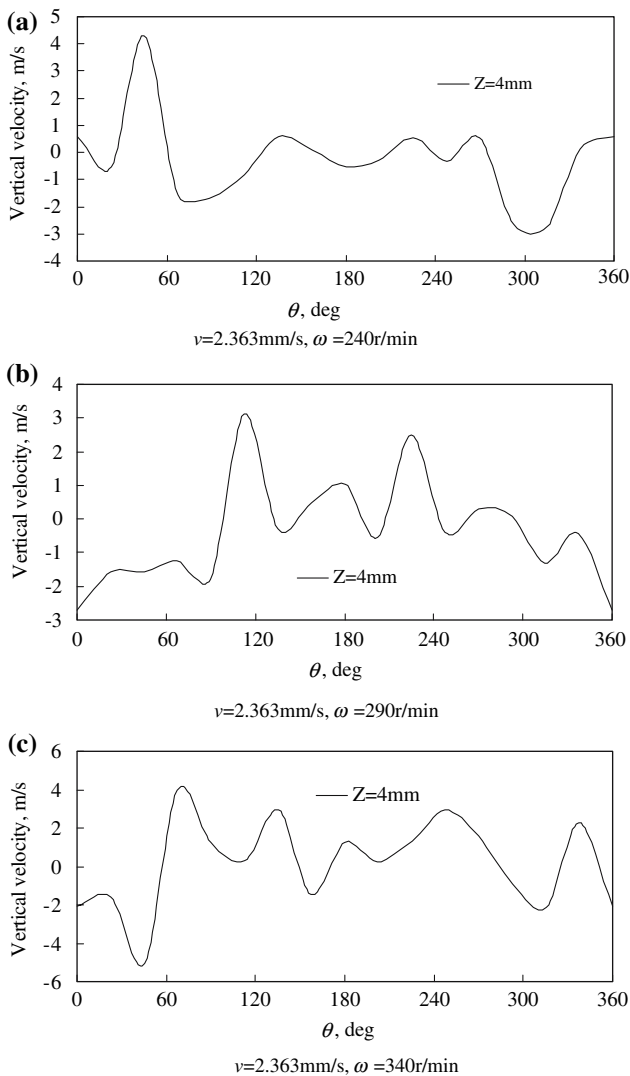 (a)
5
4
3
2
1
0
-1
-2
-3
-4
Vertical velocity, m/s
Z=4mm
0 60 120 180 240 300 360
θ, deg
v=2.363mm/s, ω =240r/min
(b)
4
3
2
1
0
-1
-2
-3
Vertical velocity, m/s
Z=4mm
0 60 120 180 240 300 360
θ, deg
v=2.363mm/s, ω =290r/min
(c)
6
4
2
0
-2
-4
-6
Vertical velocity, m/s
Z=4mm
0 60 120 180 240 300 360
θ, deg
v=2.363mm/s, ω =340r/min